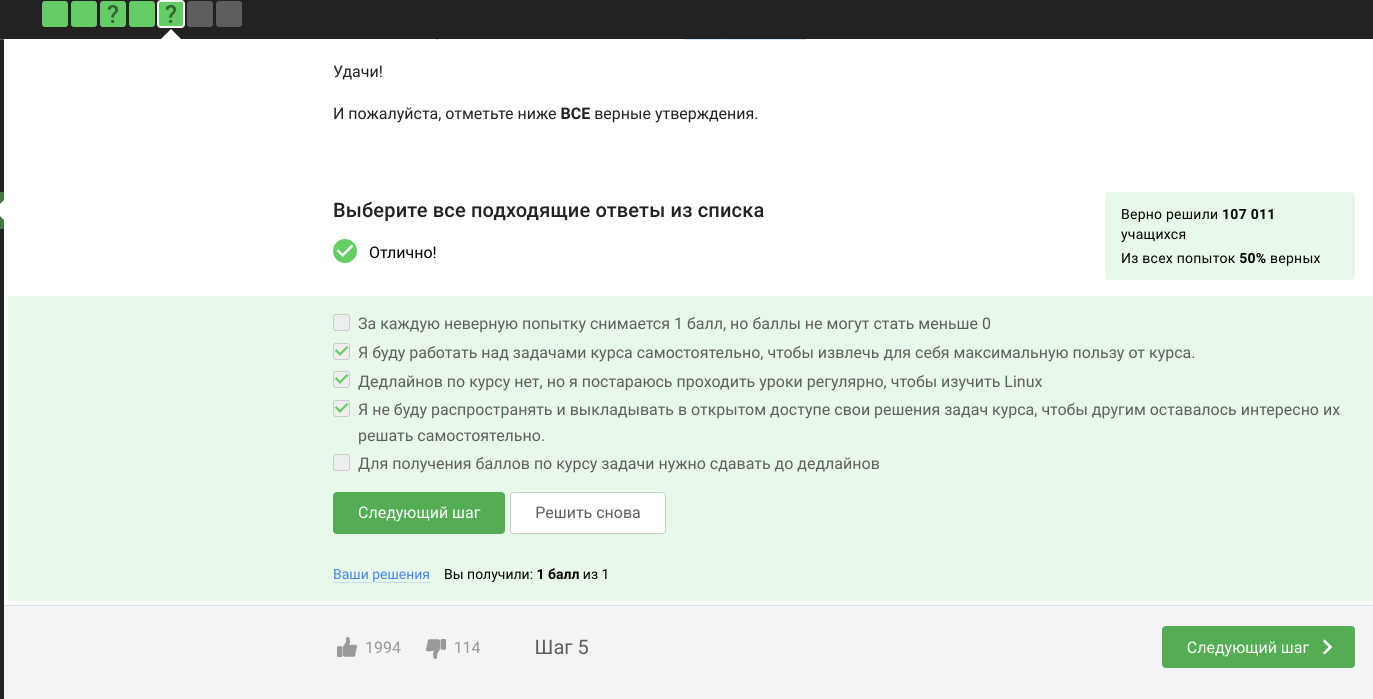 ?
?
Удачи!
И пожалуйста, отметьте ниже ВСЕ верные утверждения.
Выберите все подходящие ответы из списка
Отлично!
Верно решили 107 011
учащихся
Из всех попыток 50% верных
За каждую неверную попытку снимается 1 балл, но баллы не могут стать меньше 0
Я буду работать над задачами курса самостоятельно, чтобы извлечь для себя максимальную пользу от курса.
Дедлайнов по курсу нет, но я постараюсь проходить уроки регулярно, чтобы изучить Linux
Я не буду распространять и выкладывать в открытом доступе свои решения задач курса, чтобы другим оставалось интересно их
решать самостоятельно.
Для получения баллов по курсу задачи нужно сдавать до дедлайнов
Следующий шаг
Решить снова
Ваши решения
Вы получили: 1 балл из 1
1994
114
Шаг 5
Следующий шаг